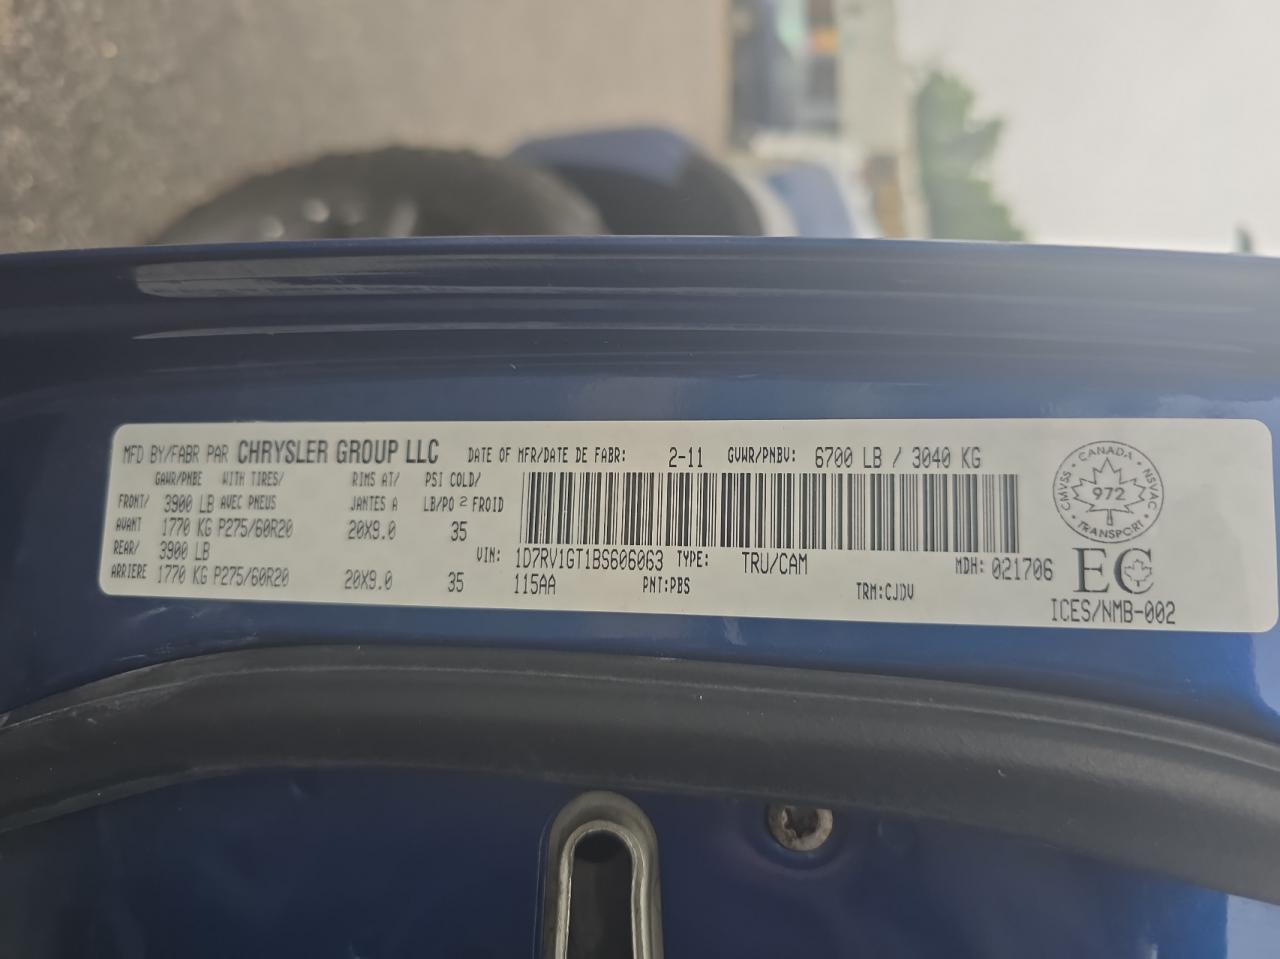 MFD BY/FABR PAR CHRYSLER GROUP LLC DATE OF MFR/DATE DE FABR: 2-11 GVWR/PNBV: 6700 LB / 3040 KG
GAWR/PNBE WITH TIRES/ RIMS AT/ PSI COLD/
FRONT/ 3900 LB AVEC PNEUS JANTES A LB/PO² FROID
AVANT 1770 KG P275/60R20 20X9.0 35
REAR/ 3900 LB
ARRIERE 1770 KG P275/60R20 20X9.0 35
VIN: 1D7RV1GT1BS606063 TYPE: TRU/CAM MDH: 021706
115AA PNT:PBS TRM:CJDV
CANADA
CMVSS 972 NSVAC
TRANSPORT
EC
ICES/NMB-002